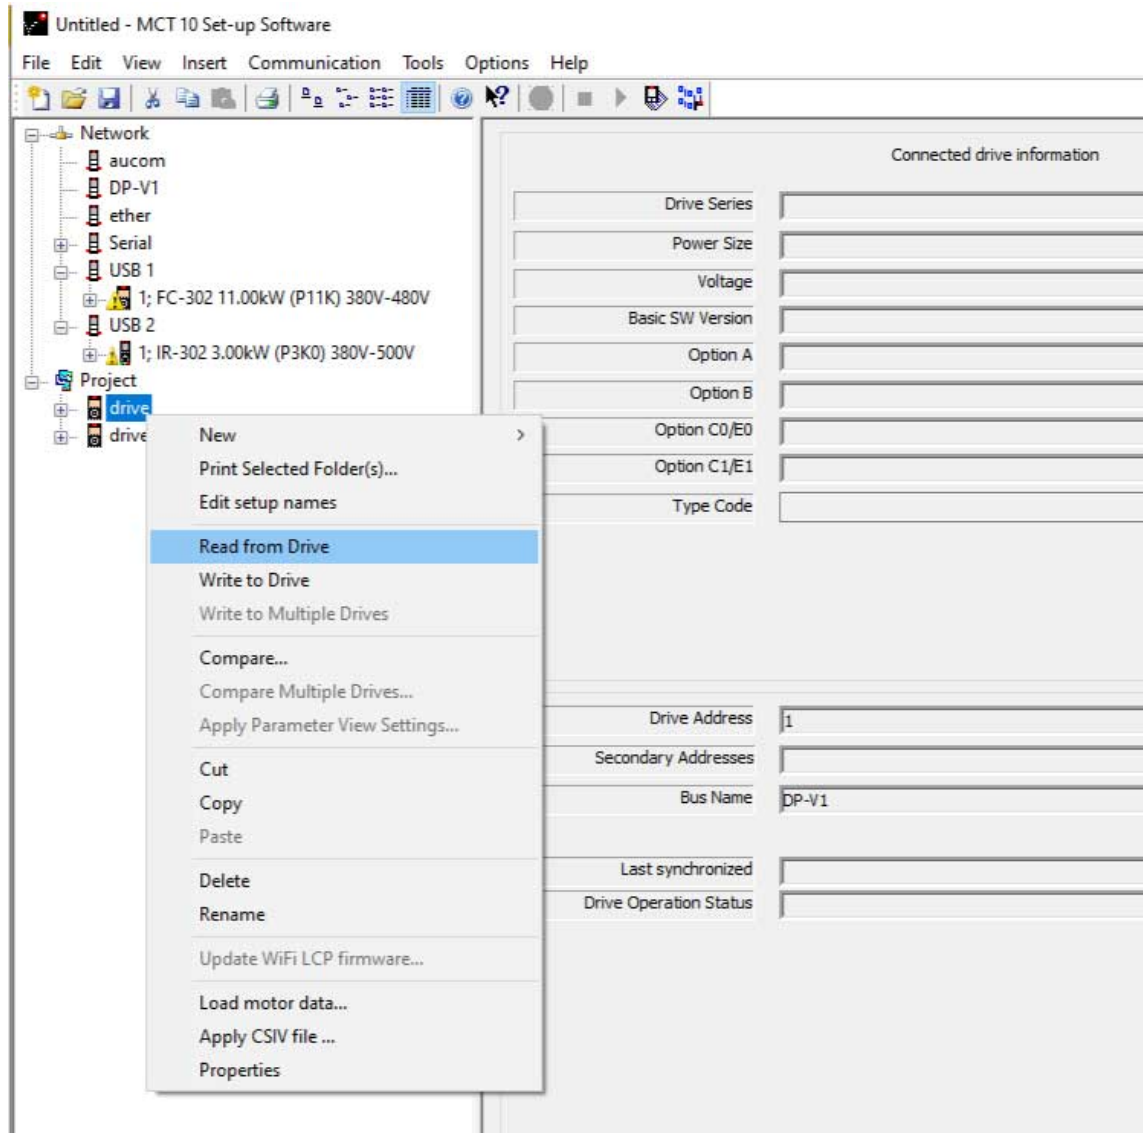 Untitled - MCT 10 Set-up Software
File Edit View Insert Communication Tools Options Help
Network
aucom
DP-V1
ether
Serial
USB 1
1; FC-302 11.00kW (P11K) 380V-480V
USB 2
1; IR-302 3.00kW (P3K0) 380V-500V
Project
drive
drive
New
Print Selected Folder(s)...
Edit setup names
Read from Drive
Write to Drive
Write to Multiple Drives
Compare...
Compare Multiple Drives...
Apply Parameter View Settings...
Cut
Copy
Paste
Delete
Rename
Update WiFi LCP firmware...
Load motor data...
Apply CSIV file ...
Properties
Connected drive information
Drive Series
Power Size
Voltage
Basic SW Version
Option A
Option B
Option C0/E0
Option C1/E1
Type Code
Drive Address 1
Secondary Addresses
Bus Name DP-V1
Last synchronized
Drive Operation Status